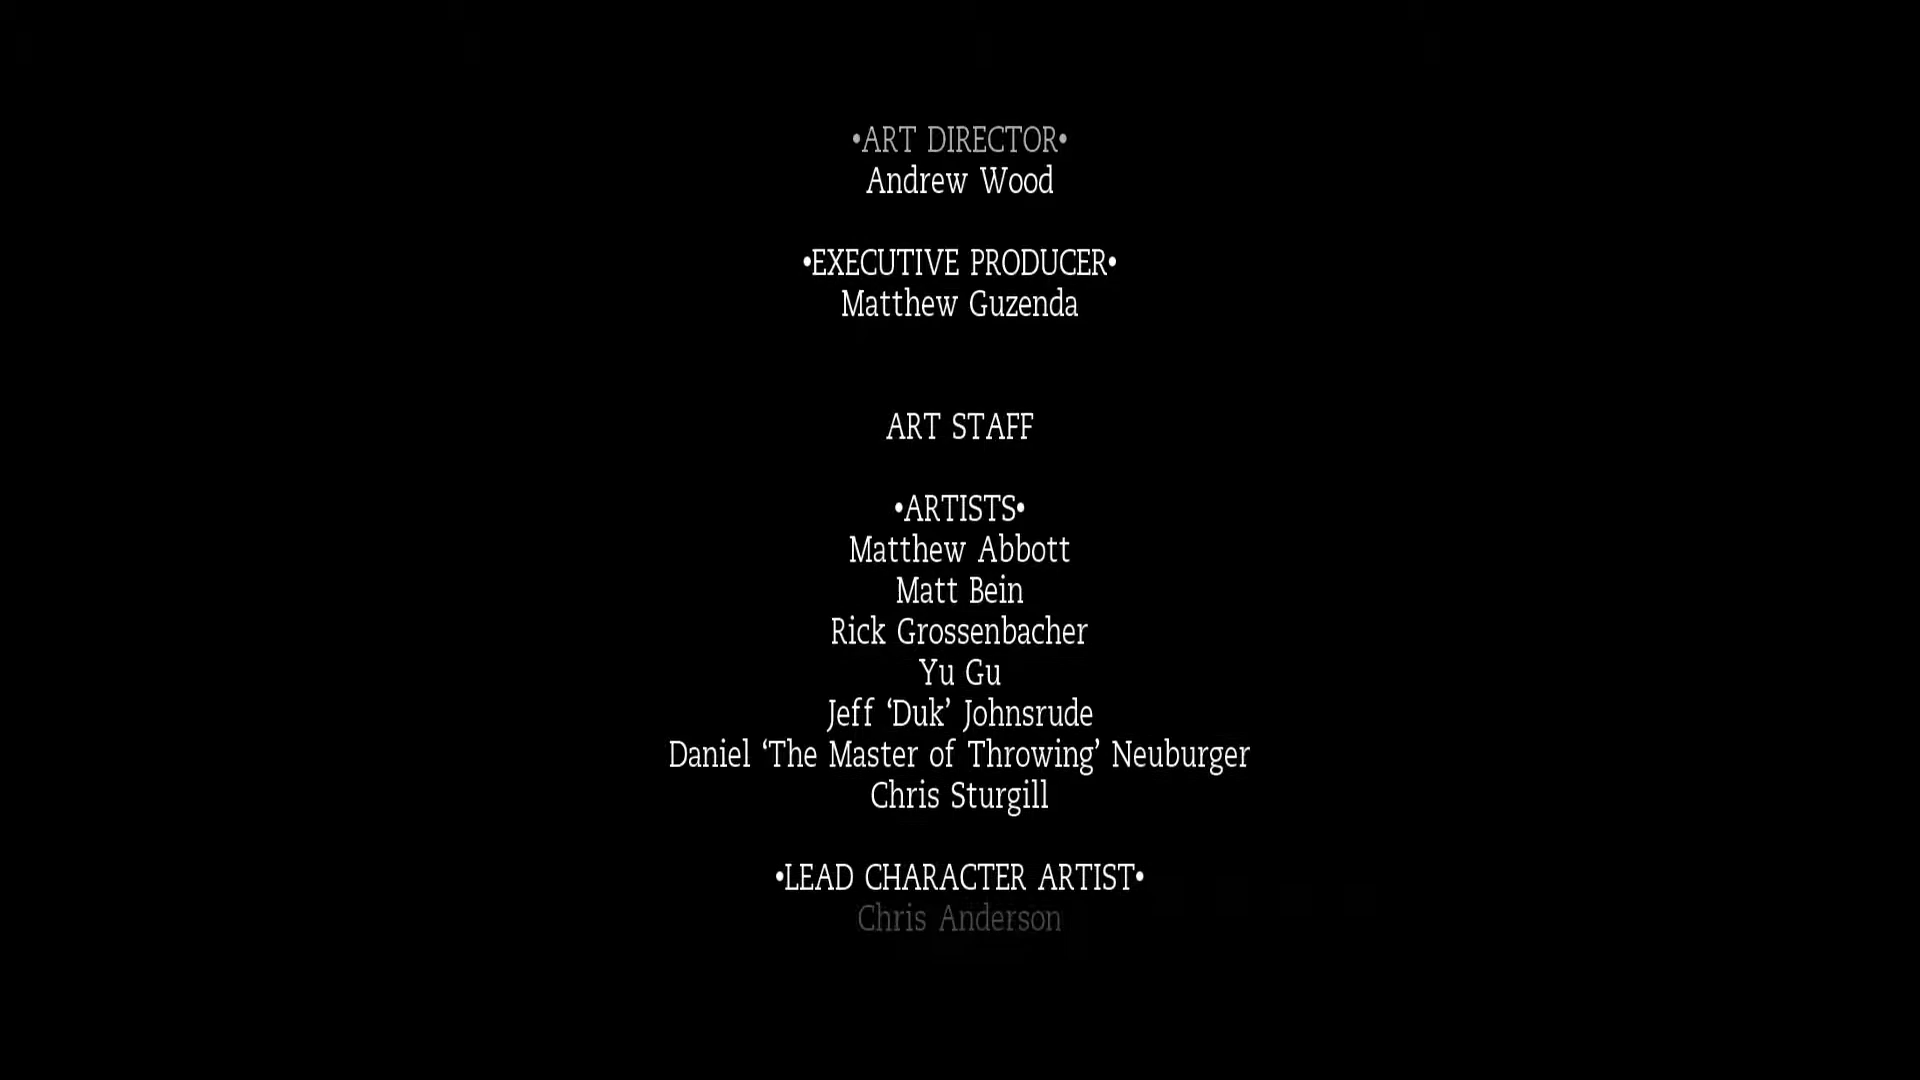 •ART DIRECTOR•
Andrew Wood
•EXECUTIVE PRODUCER•
Matthew Guzenda
ART STAFF
•ARTISTS•
Matthew Abbott
Matt Bein
Rick Grossenbacher
Yu Gu
Jeff ‘Duk’ Johnsrude
Daniel ‘The Master of Throwing’ Neuburger
Chris Sturgill
•LEAD CHARACTER ARTIST•
Chris Anderson